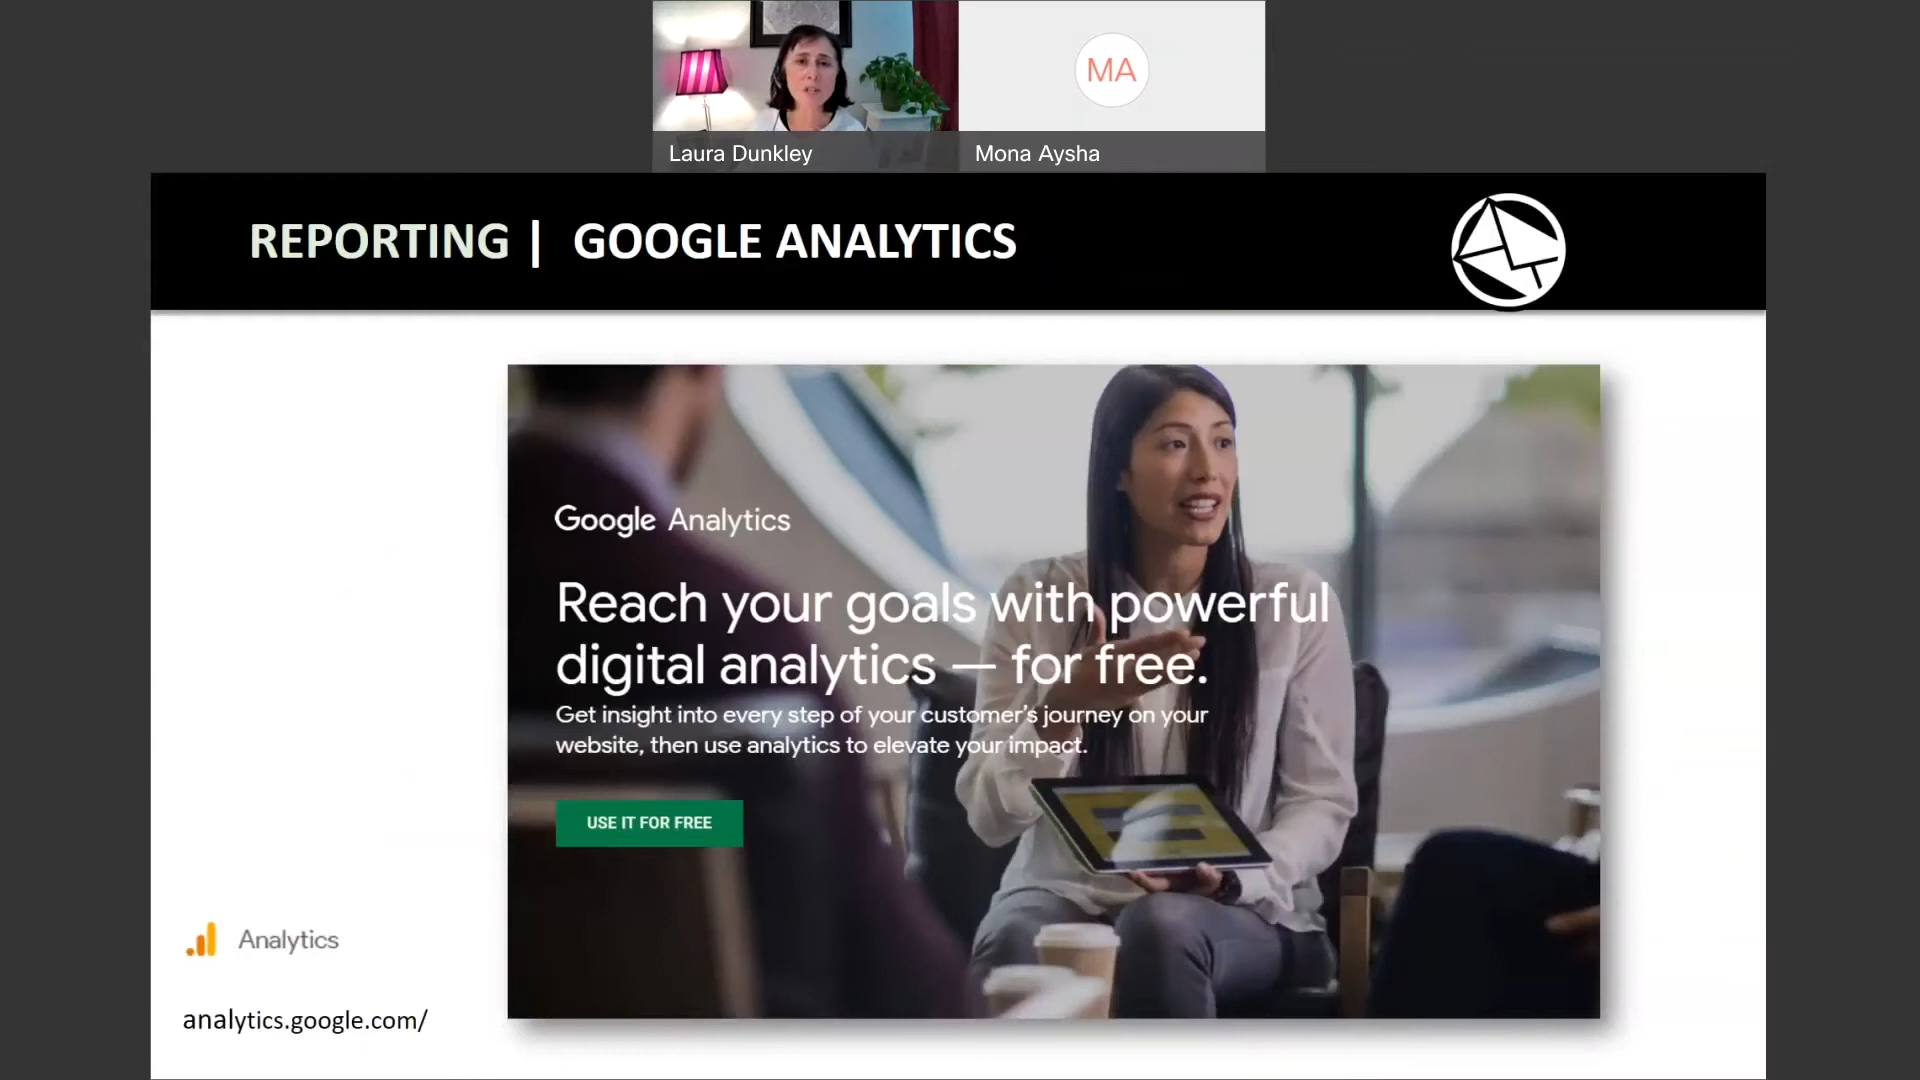 MA
Laura Dunkley
Mona Aysha
REPORTING | GOOGLE ANALYTICS
Google Analytics
Reach your goals with powerful
digital analytics — for free.
Get insight into every step of your customer's journey on your
website, then use analytics to elevate your impact.
USE IT FOR FREE
Analytics
analytics.google.com/